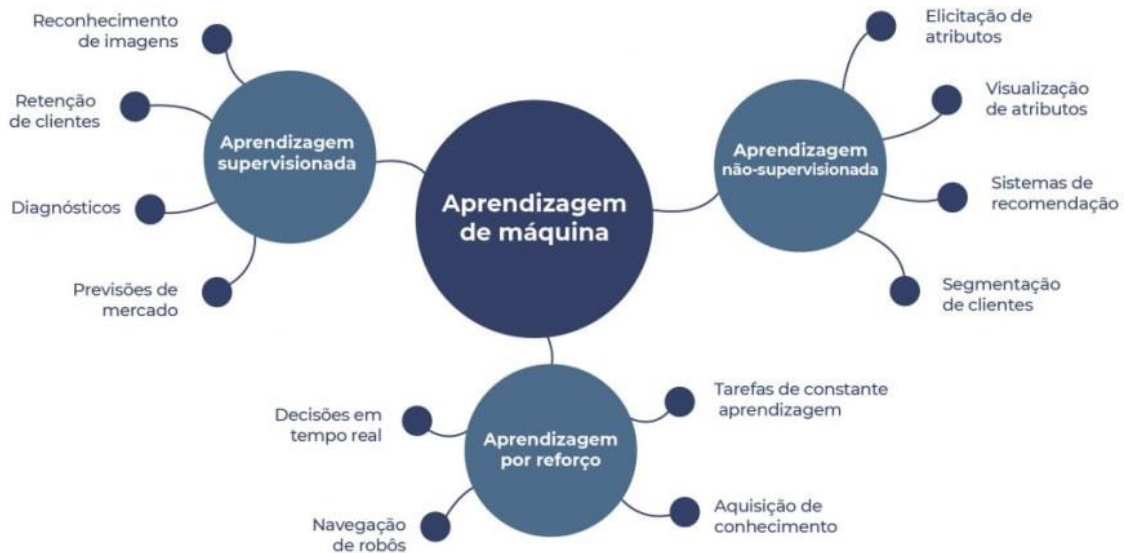 Aprendizagem
de máquina
Aprendizagem
supervisionada
Reconhecimento
de imagens
Retenção
de clientes
Diagnósticos
Previsões de
mercado
Aprendizagem
não-supervisionada
Elicitação de
atributos
Visualização
de atributos
Sistemas de
recomendação
Segmentação
de clientes
Aprendizagem
por reforço
Decisões em
tempo real
Navegação
de robôs
Tarefas de constante
aprendizagem
Aquisição de
conhecimento